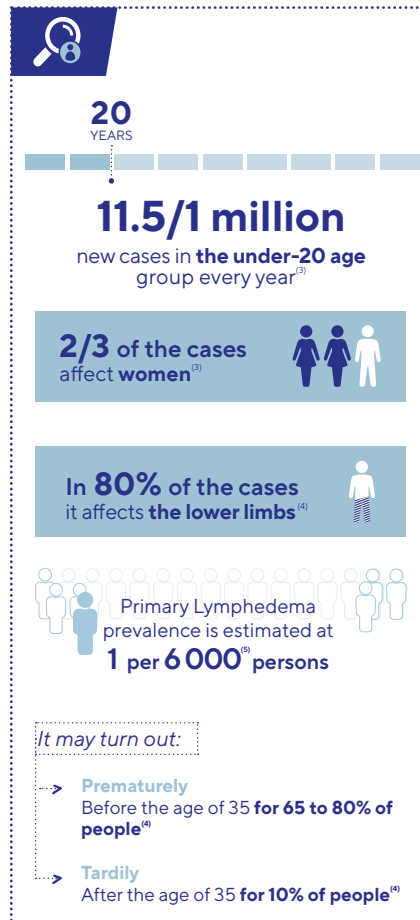 20
YEARS
11.5/1 million
new cases in the under-20 age
group every year(3)
2/3 of the cases
affect women(3)
In 80% of the cases
it affects the lower limbs(4)
Primary Lymphedema
prevalence is estimated at
1 per 6 000(5) persons
It may turn out:
Prematurely
Before the age of 35 for 65 to 80% of
people(4)
Tardily
After the age of 35 for 10% of people(4)